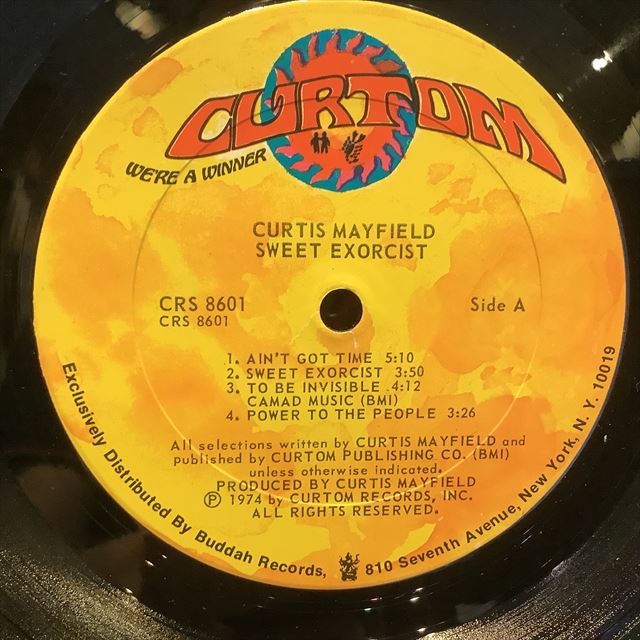 CURTOM
WE'RE A WINNER
CURTIS MAYFIELD
SWEET EXORCIST
CRS 8601
CRS 8601
Side A
1. AIN'T GOT TIME 5:10
2. SWEET EXORCIST 3:50
3. TO BE INVISIBLE 4:12
CAMAD MUSIC (BMI)
4. POWER TO THE PEOPLE 3:26
All selections written by CURTIS MAYFIELD and
published by CURTOM PUBLISHING CO. (BMI)
unless otherwise indicated.
PRODUCED BY CURTIS MAYFIELD
Ⓟ 1974 by CURTOM RECORDS, INC.
ALL RIGHTS RESERVED.
Exclusively Distributed By Buddah Records, 810 Seventh Avenue, New York, N. Y. 10019